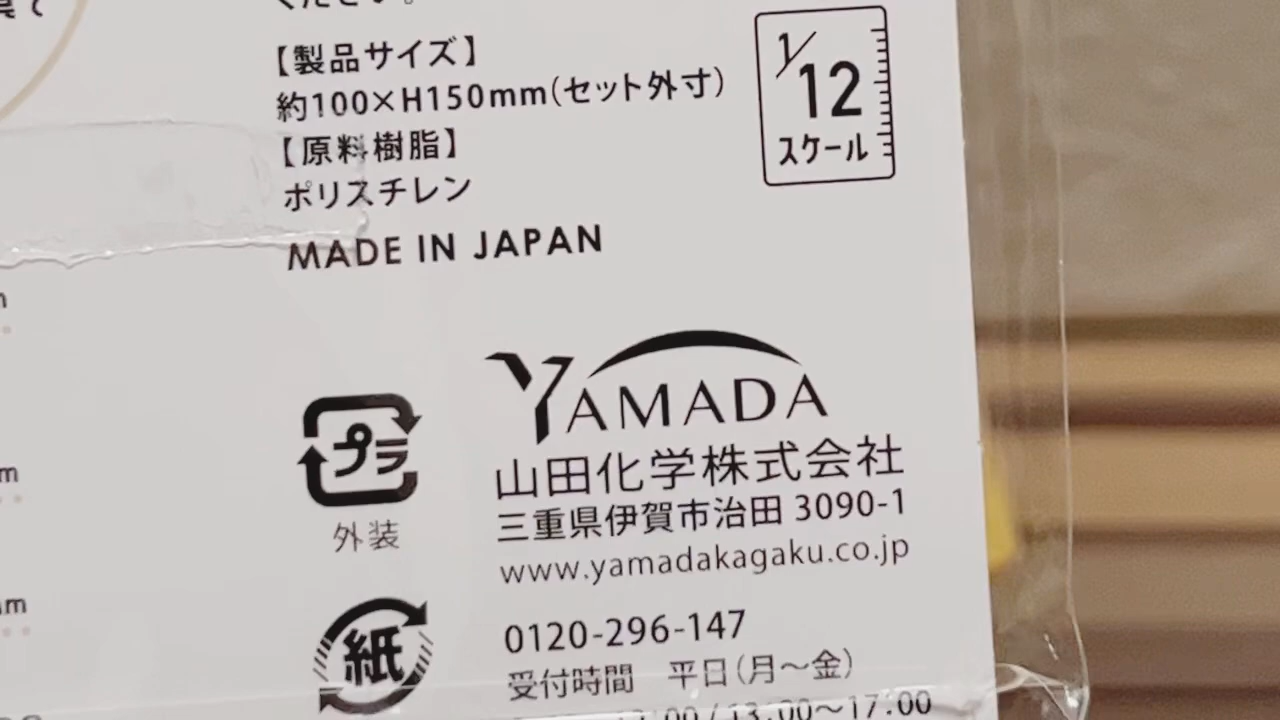 ください。
【製品サイズ】
約100×H150mm(セット外寸)
【原料樹脂】
ポリスチレン
MADE IN JAPAN
1/12
スケール
プラ
外装
紙
YAMADA
山田化学株式会社
三重県伊賀市治田 3090-1
www.yamadakagaku.co.jp
0120-296-147
受付時間 平日(月〜金)
/13:00〜17:00